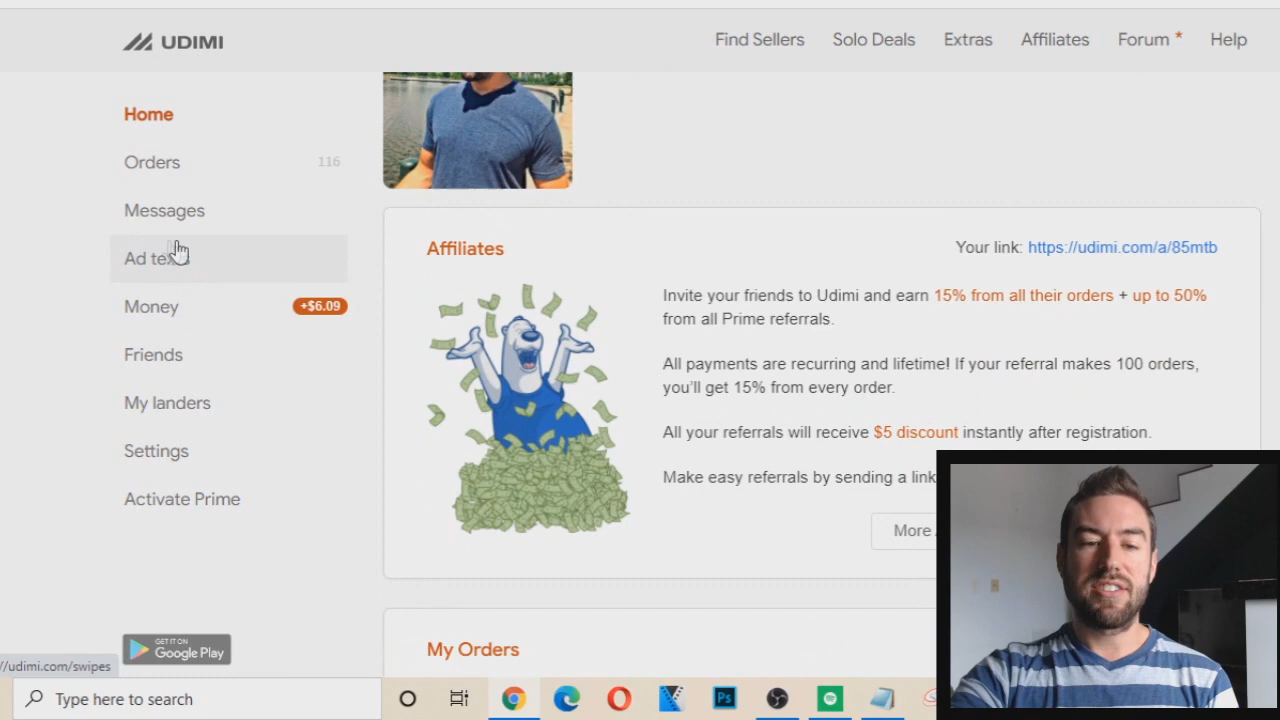 UDIMI
Find Sellers
Solo Deals
Extras
Affiliates
Forum *
Help
Home
Orders
116
Messages
Ad texts
Money
+$6.09
Friends
My landers
Settings
Activate Prime
GET IT ON
Google Play
Affiliates
Your link: https://udimi.com/a/85mtb
Invite your friends to Udimi and earn 15% from all their orders + up to 50%
from all Prime referrals.
All payments are recurring and lifetime! If your referral makes 100 orders,
you'll get 15% from every order.
All your referrals will receive $5 discount instantly after registration.
Make easy referrals by sending a link
More
My Orders
//udimi.com/swipes
Type here to search
Ps